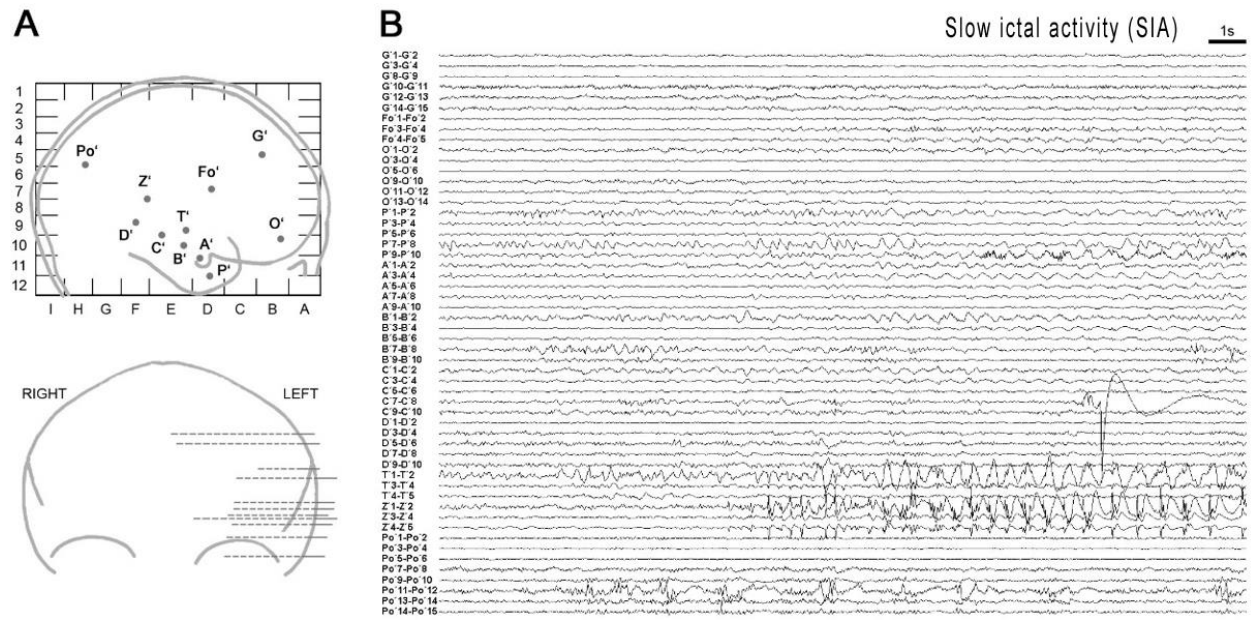 A
1
2
3
4
5
6
7
8
9
10
11
12
I H G F E D C B A
Po'
Z'
Fo'
G'
D'
T'
C'
B'
A'
O'
P'
RIGHT
LEFT
B
Slow ictal activity (SIA)
1s
G´1-G´2
G´3-G´4
G´8-G´9
G´10-G´11
G´12-G´13
G´14-G´15
Fo´1-Fo´2
Fo´3-Fo´4
Fo´4-Fo´5
O´1-O´2
O´3-O´4
O´5-O´6
O´9-O´10
O´11-O´12
O´13-O´14
P´1-P´2
P´3-P´4
P´5-P´6
P´7-P´8
P´9-P´10
A´1-A´2
A´3-A´4
A´5-A´6
A´7-A´8
A´9-A´10
B´1-B´2
B´3-B´4
B´5-B´6
B´7-B´8
B´9-B´10
C´1-C´2
C´3-C´4
C´5-C´6
C´7-C´8
C´9-C´10
D´1-D´2
D´3-D´4
D´5-D´6
D´7-D´8
D´9-D´10
T´1-T´2
T´3-T´4
T´4-T´5
Z´1-Z´2
Z´3-Z´4
Z´4-Z´5
Po´1-Po´2
Po´3-Po´4
Po´5-Po´6
Po´7-Po´8
Po´9-Po´10
Po´11-Po´12
Po´13-Po´14
Po´14-Po´15